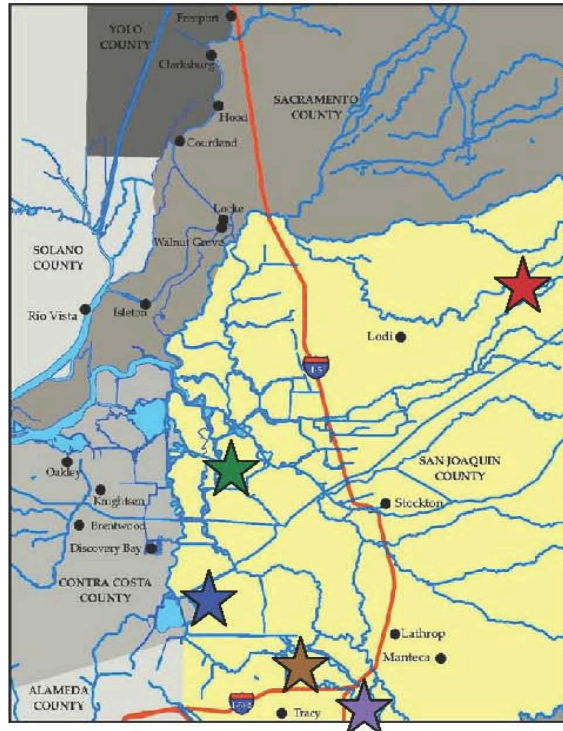 Freeport
YOLO
COUNTY
Clarksburg
SACRAMENTO
COUNTY
Hood
Courtland
Locke
Walnut Grove
SOLANO
COUNTY
Rio Vista
Isleton
Lodi
I-5
Oakley
SAN JOAQUIN
COUNTY
Knightsen
Stockton
Brentwood
Discovery Bay
CONTRA COSTA
COUNTY
Lathrop
Manteca
ALAMEDA
COUNTY
Tracy